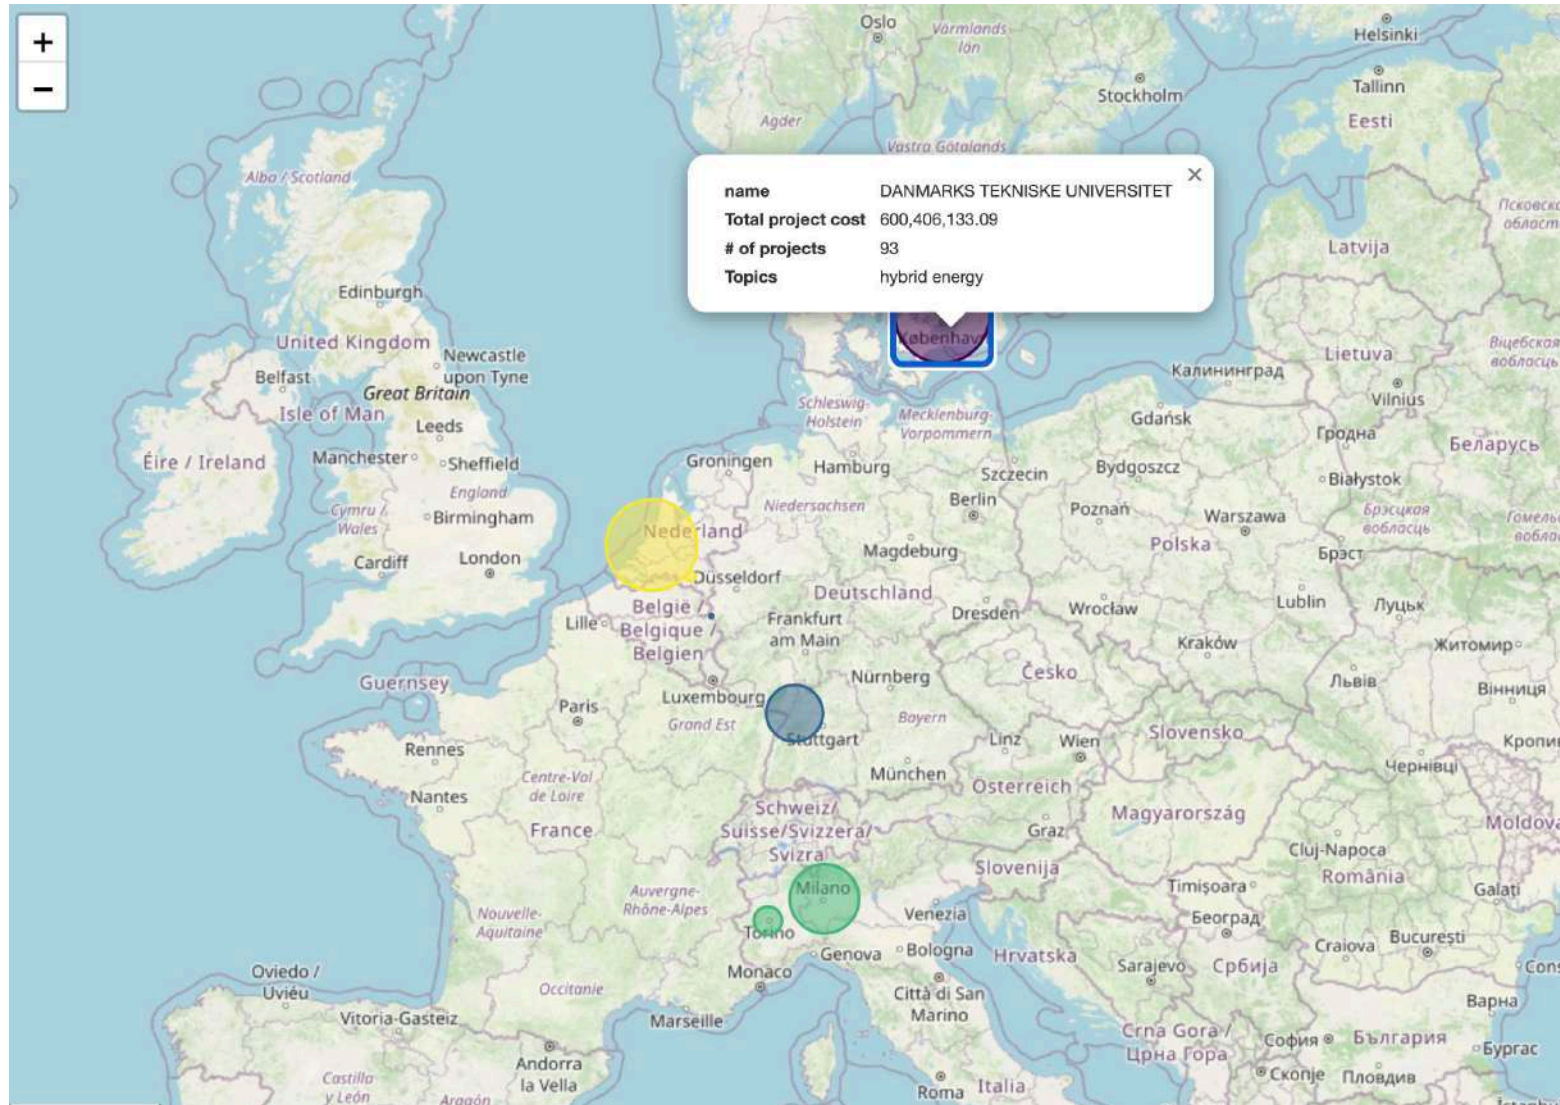 +
−
Oslo
Värmlands
län
Helsinki
Stockholm
Tallinn
Agder
Eesti
Västra Götalands
Alba / Scotland
×
name DANMARKS TEKNISKE UNIVERSITET
Total project cost 600,406,133.09
# of projects 93
Topics hybrid energy
Latvija
Edinburgh
United Kingdom
Newcastle
upon Tyne
København
Lietuva
Belfast
Great Britain
Калининград
Vilnius
Isle of Man
Schleswig-
Holstein
Mecklenburg-
Vorpommern
Gdańsk
Leeds
Гродна
Беларусь
Éire / Ireland
Manchester
Sheffield
Groningen
Hamburg
Szczecin
Bydgoszcz
Białystok
England
Niedersachsen
Berlin
Cymru /
Wales
Birmingham
Nederland
Poznań
Warszawa
Брэсцкая
вобласць
Cardiff
London
Magdeburg
Polska
Брэст
Düsseldorf
Deutschland
België /
Belgique /
Belgien
Lille
Frankfurt
am Main
Dresden
Wrocław
Lublin
Луцьк
Kraków
Житомир
Guernsey
Luxembourg
Nürnberg
Česko
Львів
Вінниця
Paris
Grand Est
Bayern
Stuttgart
Linz
Wien
Slovensko
Rennes
München
Чернівці
Nantes
Centre-Val
de Loire
Österreich
Schweiz/
Suisse/Svizzera/
Svizra
Magyarország
France
Graz
Moldova
Cluj-Napoca
România
Slovenija
Milano
Auvergne-
Rhône-Alpes
Timișoara
Galați
Nouvelle-
Aquitaine
Torino
Venezia
Београд
Genova
Bologna
Hrvatska
Craiova
București
Oviedo /
Uviéu
Monaco
Sarajevo
Србија
Occitanie
Città di San
Marino
Варна
Vitoria-Gasteiz
Marseille
Crna Gora /
Црна Гора
София
България
Бургас
Andorra
la Vella
Скопје
Пловдив
Castilla
y León
Aragón
Roma
Italia